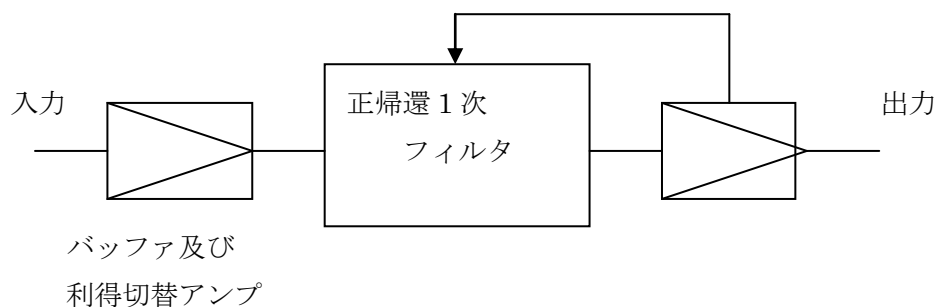 入力
正帰還１次
フィルタ
出力
バッファ及び
利得切替アンプ